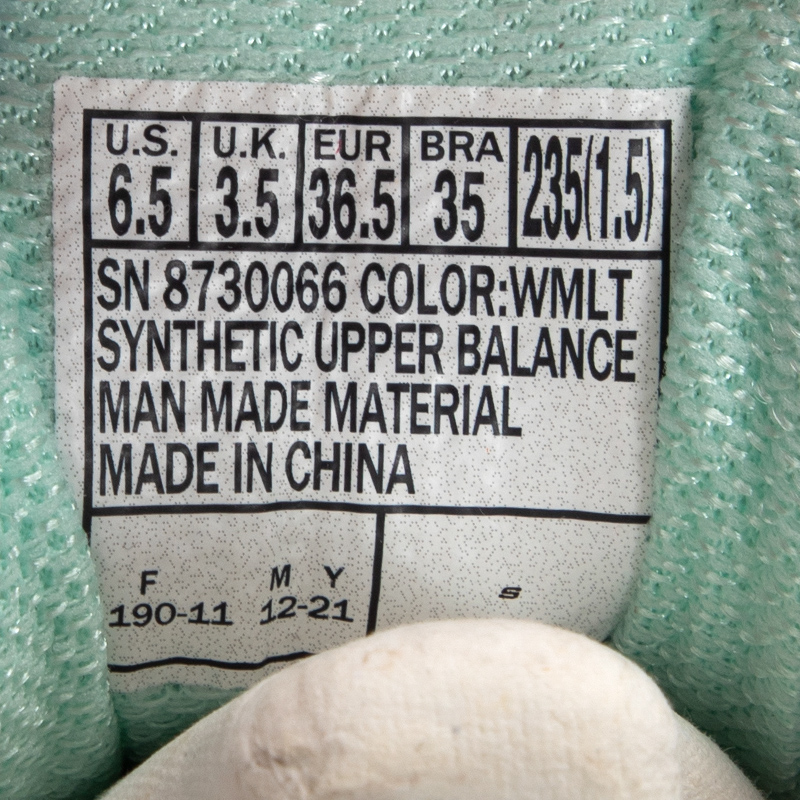 U.S. U.K. EUR BRA 235(1.5)
6.5 3.5 36.5 35
SN 8730066 COLOR:WMLT
SYNTHETIC UPPER BALANCE
MAN MADE MATERIAL
MADE IN CHINA
F M Y
190-11 12-21 S